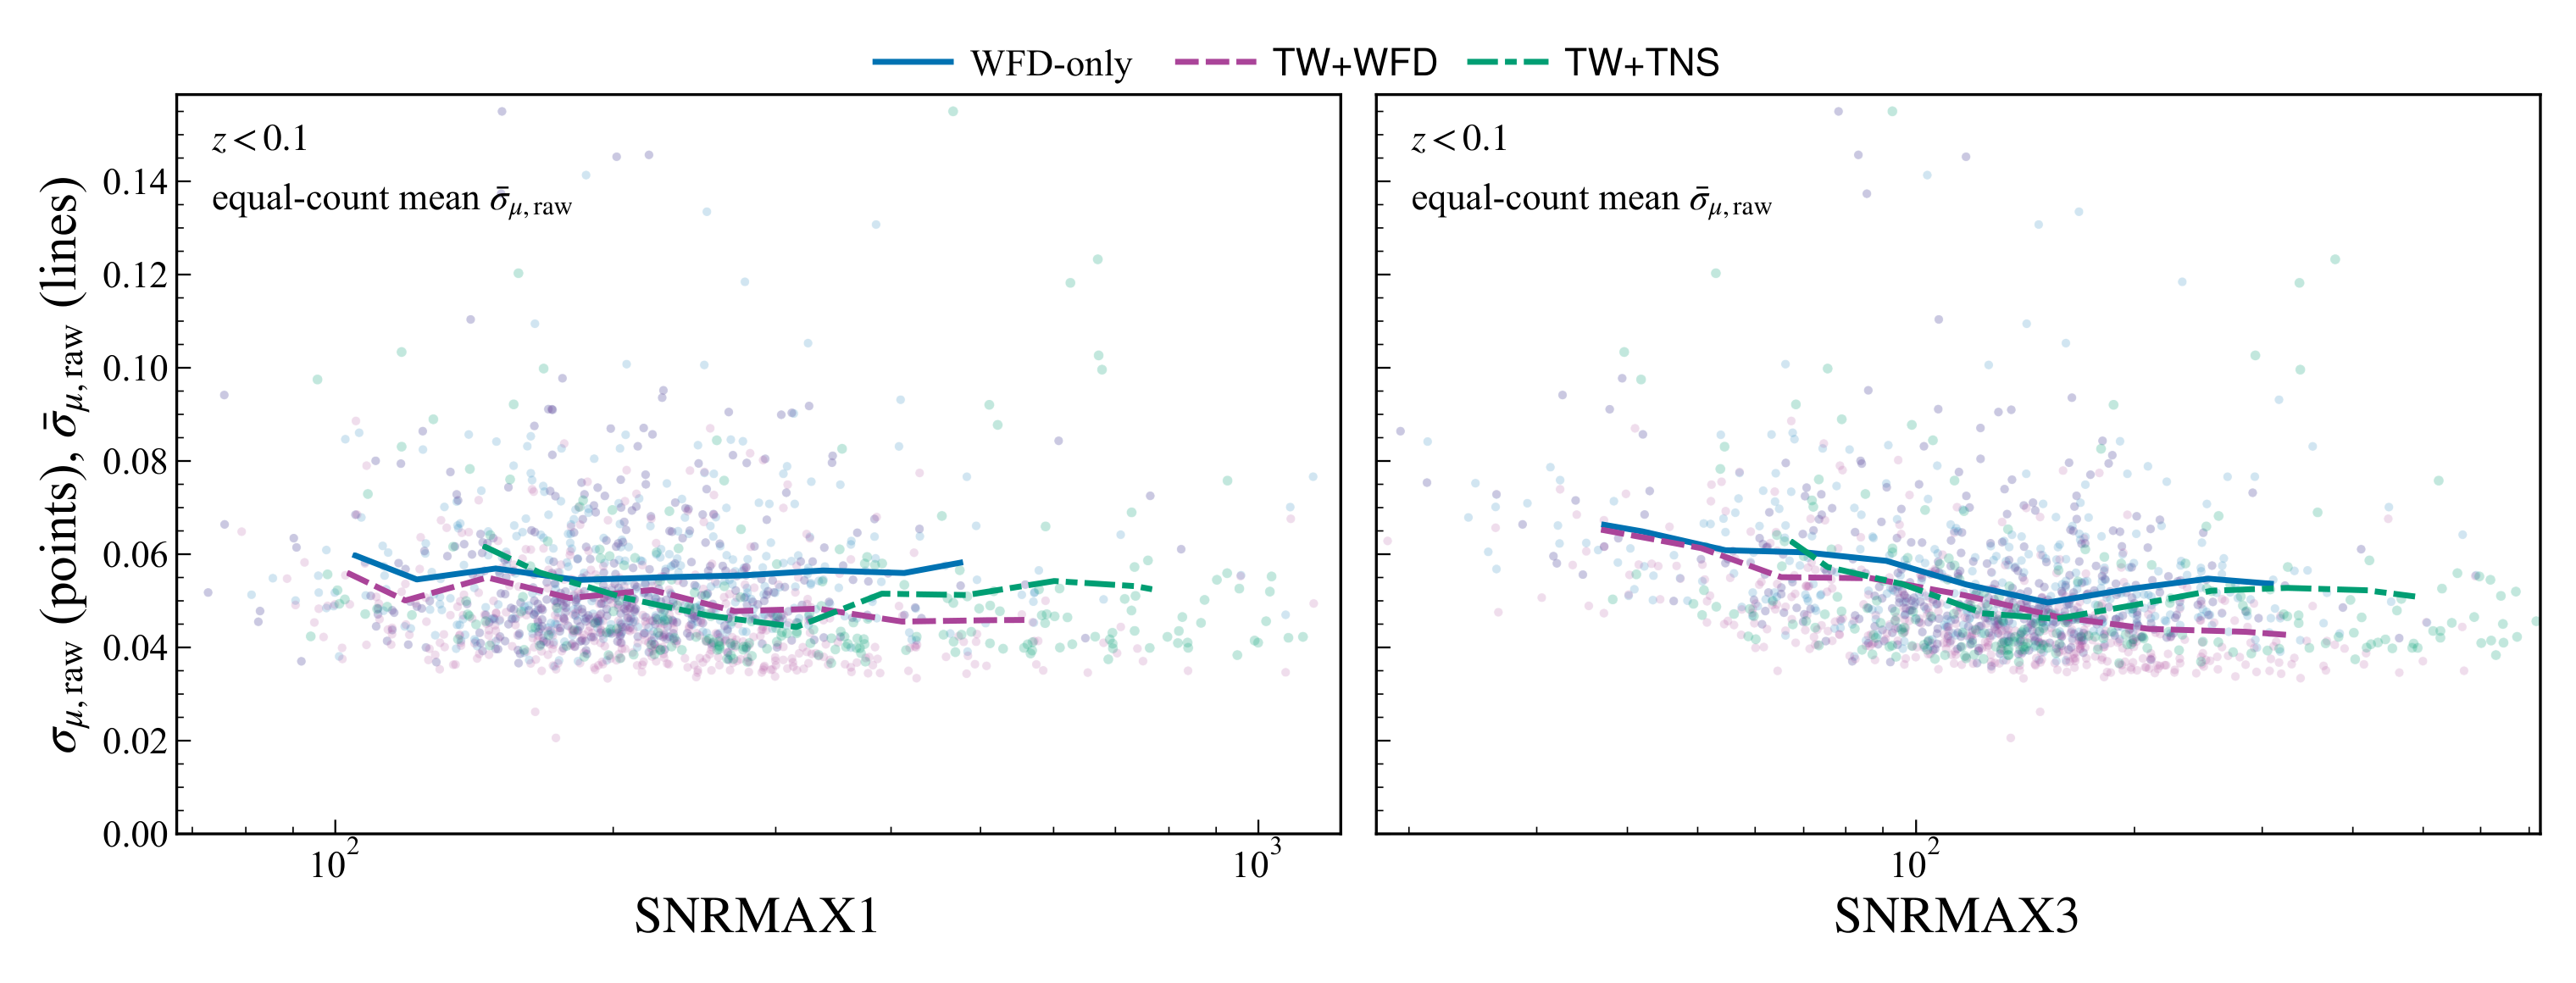 WFD-only TW+WFD TW+TNS
z < 0.1
equal-count mean σ̄μ, raw
z < 0.1
equal-count mean σ̄μ, raw
σμ, raw (points), σ̄μ, raw (lines)
0.14
0.12
0.10
0.08
0.06
0.04
0.02
0.00
10²
10³
10²
SNRMAX1
SNRMAX3